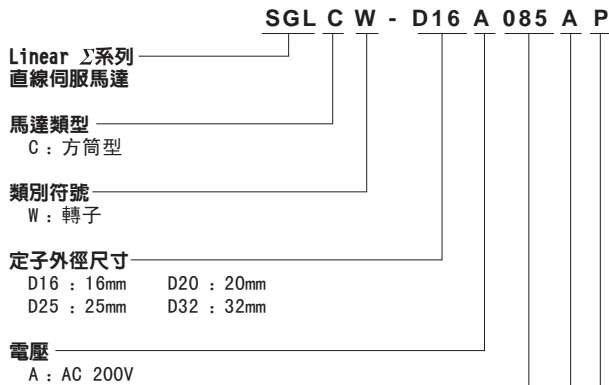 SGL C W - D16 A 085 A P
Linear Σ系列
直線伺服馬達
馬達類型
C：方筒型
類別符號
W：轉子
定子外徑尺寸
D16：16mm D20：20mm
D25：25mm D32：32mm
電壓
A：AC 200V